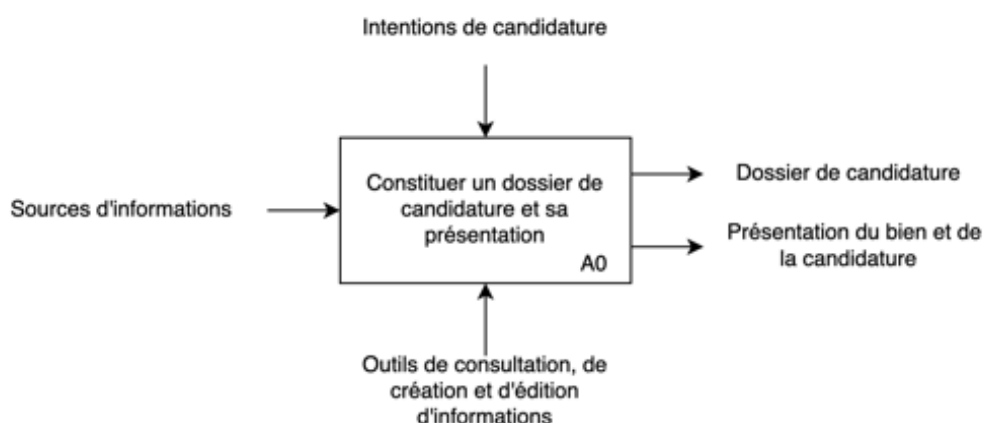 Intentions de candidature
Constituer un dossier de
candidature et sa
présentation
A0
Sources d'informations
Dossier de candidature
Présentation du bien et de
la candidature
Outils de consultation, de
création et d'édition
d'informations